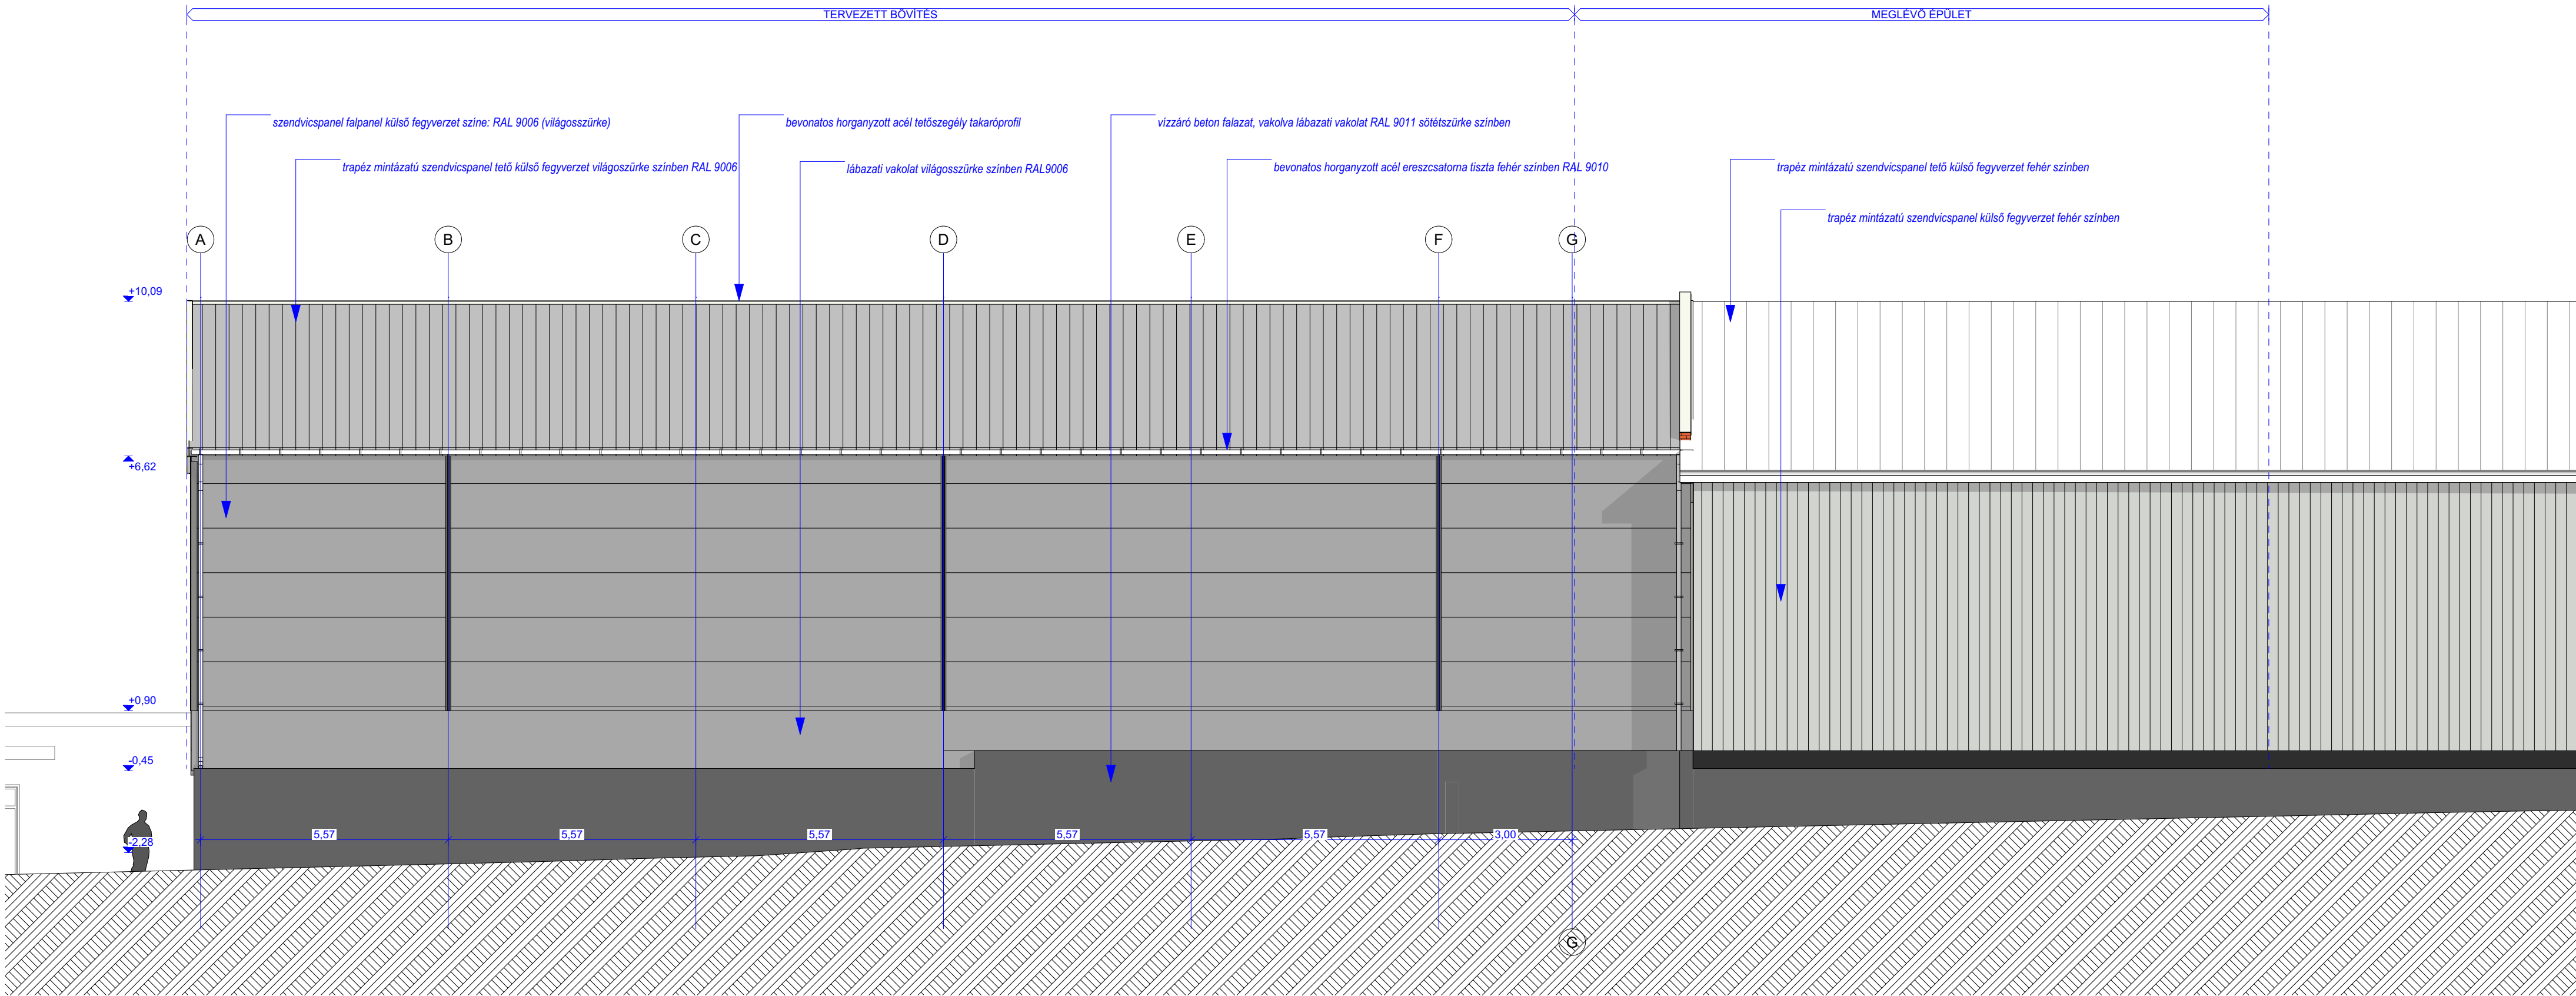 TERVEZETT BŐVÍTÉS
MEGLÉVŐ ÉPÜLET
szendvicspanel falpanel külső fegyverzet színe: RAL 9006 (világosszürke)
bevonatos horganyzott acél tetőszegély takaróprofil
vízzáró beton falazat, vakolva lábazati vakolat RAL 9011 sötétszürke színben
trapéz mintázatú szendvicspanel tető külső fegyverzet világoszürke színben RAL 9006
lábazati vakolat világosszürke színben RAL9006
bevonatos horganyzott acél ereszcsatorna tiszta fehér színben RAL 9010
trapéz mintázatú szendvicspanel tető külső fegyverzet fehér színben
trapéz mintázatú szendvicspanel külső fegyverzet fehér színben
A
B
C
D
E
F
G
+10,09
+6,62
+0,90
-0,45
-2,28
5,57
5,57
5,57
5,57
5,57
3,00
G